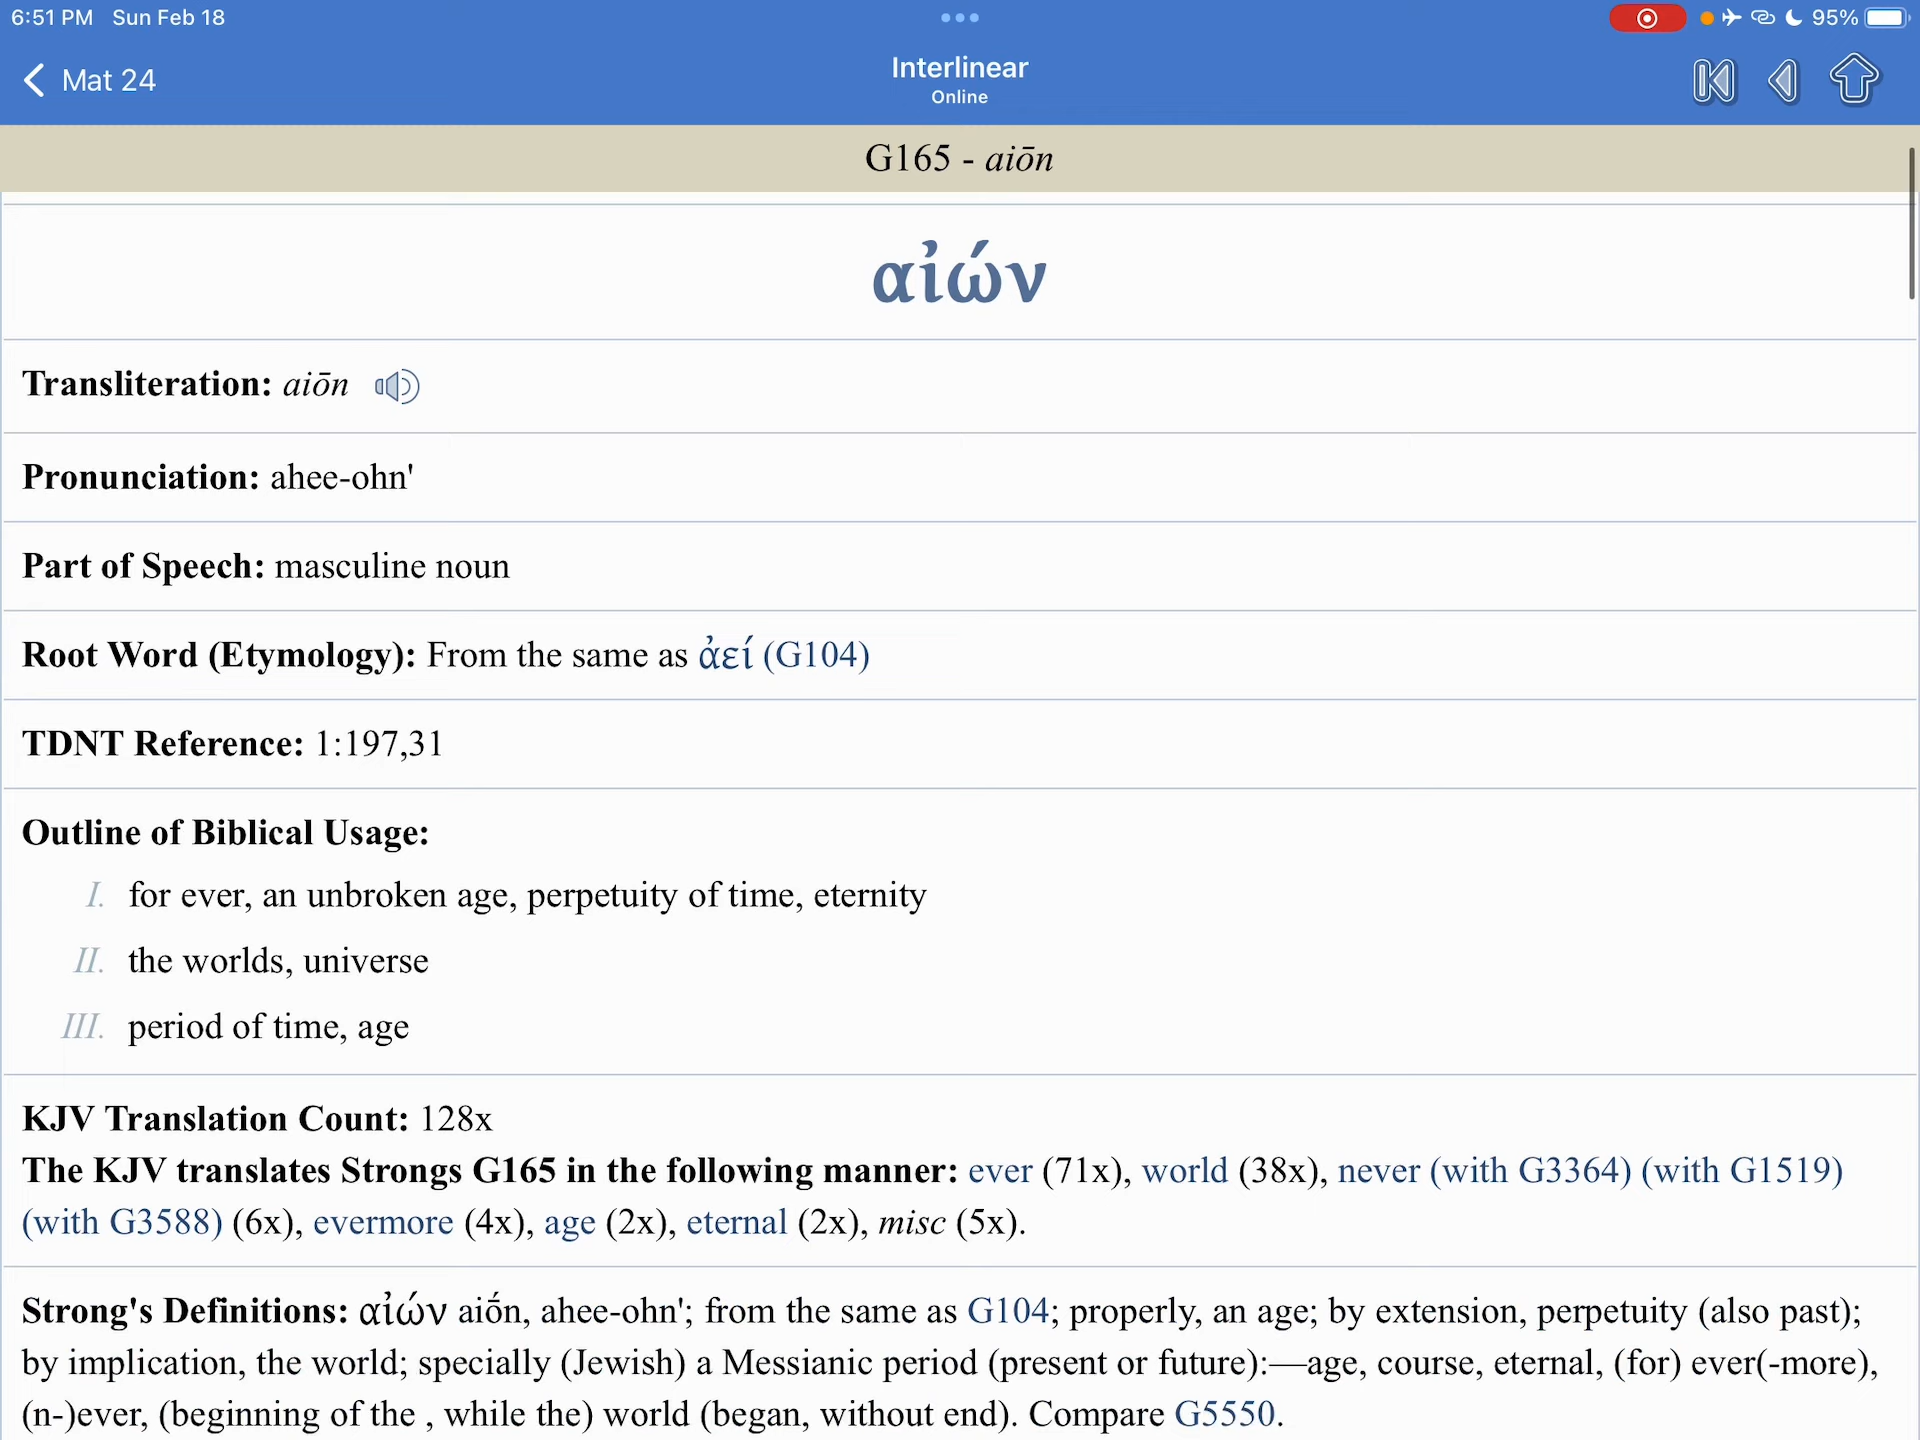 6:51 PM Sun Feb 18
95%
Mat 24
Interlinear
Online
G165 - aiōn
αἰών
Transliteration: aiōn
Pronunciation: ahee-ohn'
Part of Speech: masculine noun
Root Word (Etymology): From the same as ἀεί (G104)
TDNT Reference: 1:197,31
Outline of Biblical Usage:
I. for ever, an unbroken age, perpetuity of time, eternity
II. the worlds, universe
III. period of time, age
KJV Translation Count: 128x
The KJV translates Strongs G165 in the following manner: ever (71x), world (38x), never (with G3364) (with G1519)
(with G3588) (6x), evermore (4x), age (2x), eternal (2x), misc (5x).
Strong's Definitions: αἰών aiṓn, ahee-ohn'; from the same as G104; properly, an age; by extension, perpetuity (also past);
by implication, the world; specially (Jewish) a Messianic period (present or future):—age, course, eternal, (for) ever(-more),
(n-)ever, (beginning of the , while the) world (began, without end). Compare G5550.